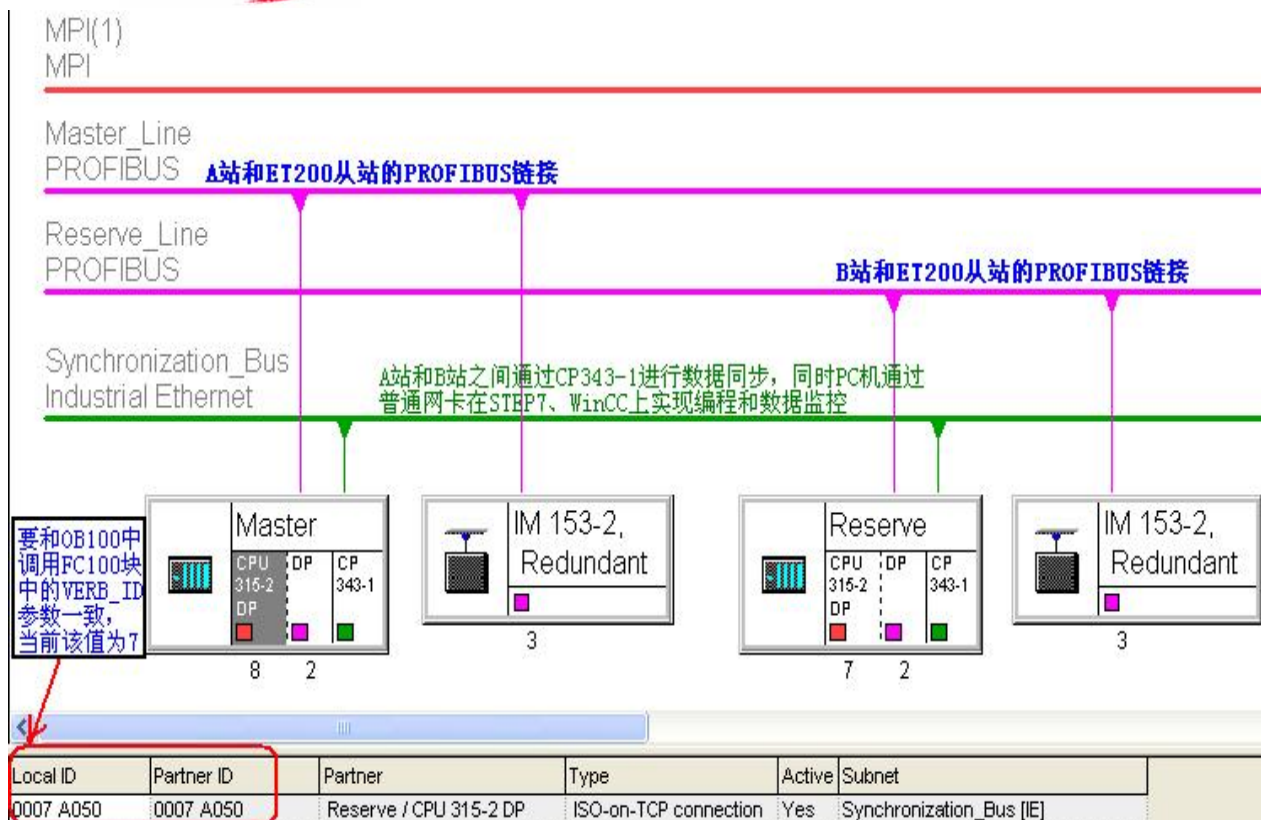 MPI(1)
MPI
Master_Line
PROFIBUS
A站和ET200从站的PROFIBUS链接
Reserve_Line
PROFIBUS
B站和ET200从站的PROFIBUS链接
Synchronization_Bus
Industrial Ethernet
A站和B站之间通过CP343-1进行数据同步，同时PC机通过
普通网卡在STEP7、WinCC上实现编程和数据监控
要和OB100中
调用FC100块
中的VERB_ID
参数一致，
当前该值为7
Master
CPU
315-2
DP
DP
CP
343-1
8
2
IM 153-2,
Redundant
3
Reserve
CPU
315-2
DP
DP
CP
343-1
7
2
IM 153-2,
Redundant
3
Local ID Partner ID Partner Type Active Subnet
0007 A050 0007 A050 Reserve / CPU 315-2 DP ISO-on-TCP connection Yes Synchronization_Bus [IE]